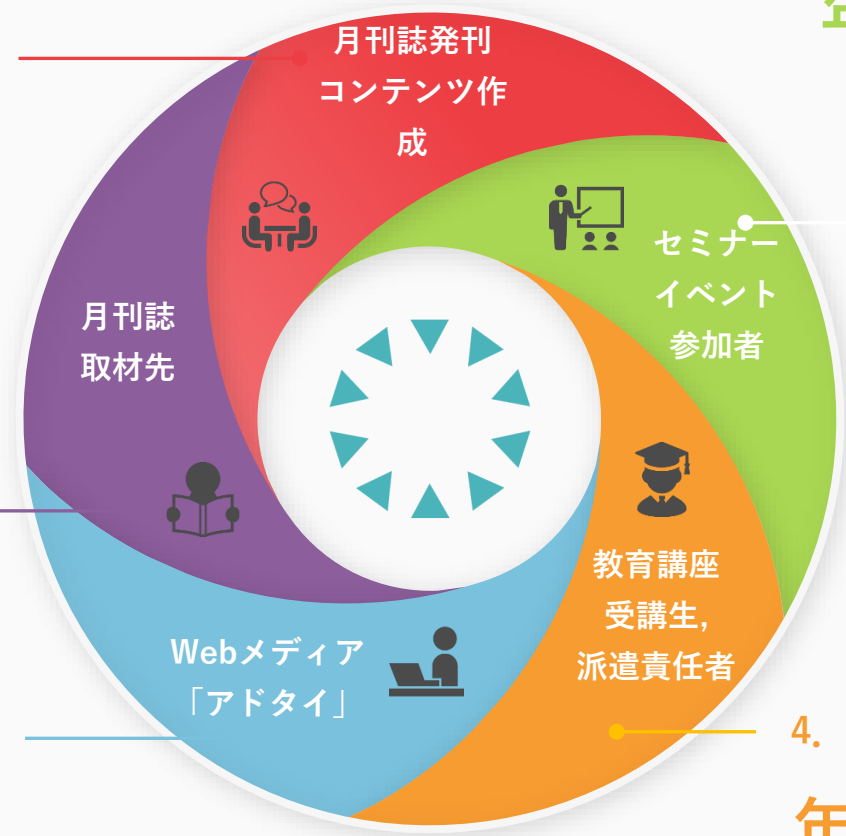 月刊誌発刊
コンテンツ作
成
セミナー
イベント
参加者
月刊誌
取材先
教育講座
受講生,
派遣責任者
Webメディア
「アドタイ」
4.
年